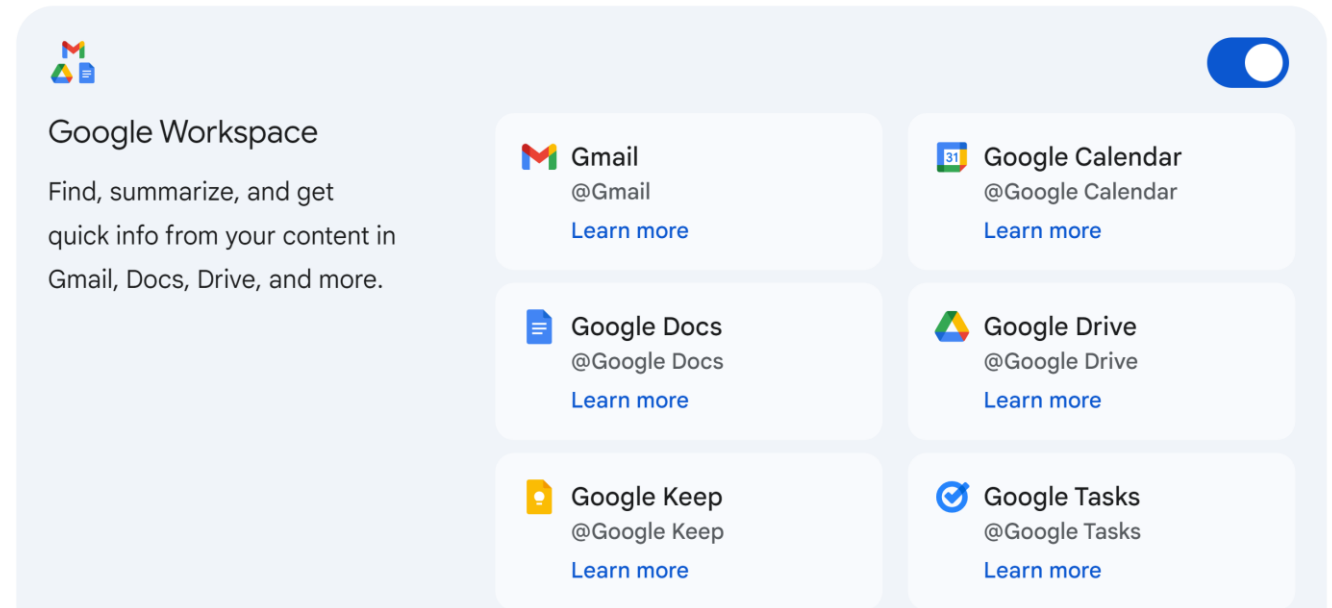 Google Workspace
Find, summarize, and get
quick info from your content in
Gmail, Docs, Drive, and more.
Gmail
@Gmail
Learn more
31
Google Calendar
@Google Calendar
Learn more
Google Docs
@Google Docs
Learn more
Google Drive
@Google Drive
Learn more
Google Keep
@Google Keep
Learn more
Google Tasks
@Google Tasks
Learn more